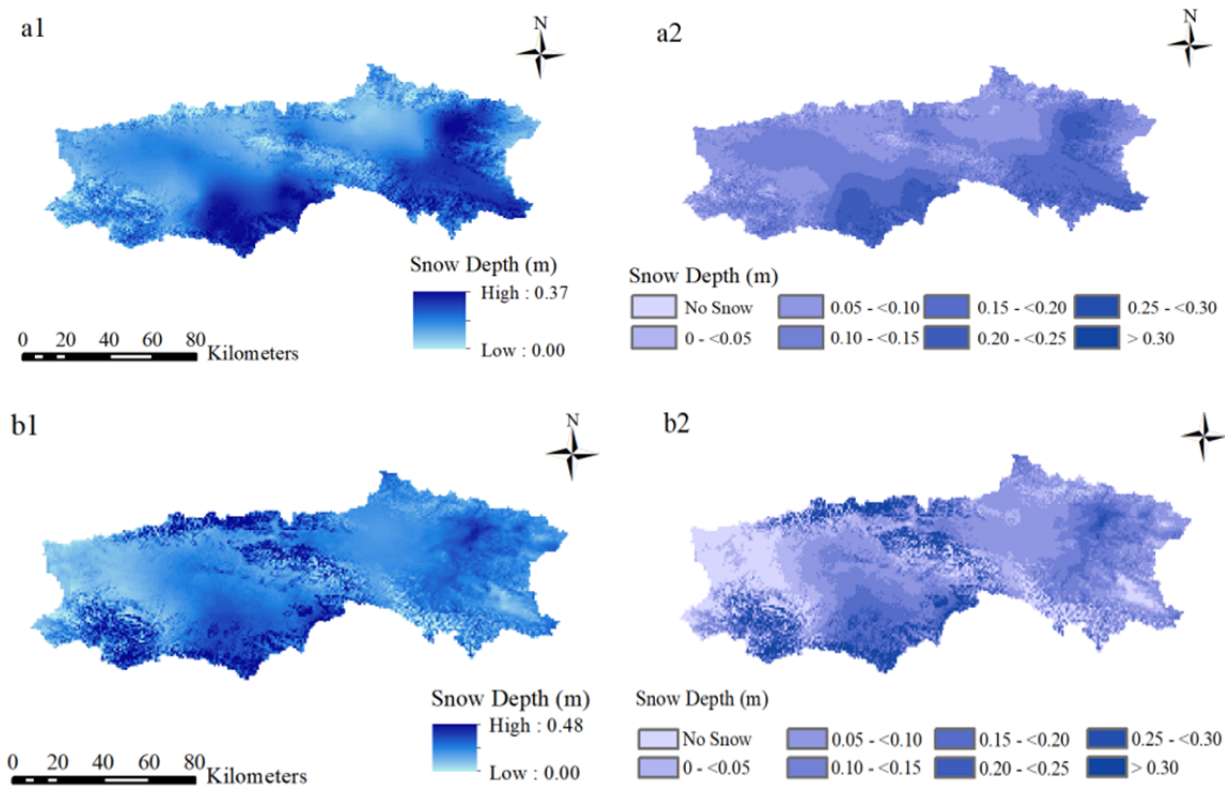 a1
N
a2
N
Snow Depth (m)
High : 0.37
Low : 0.00
0 20 40 60 80
Kilometers
Snow Depth (m)
No Snow 0.05 - <0.10 0.15 - <0.20 0.25 - <0.30
0 - <0.05 0.10 - <0.15 0.20 - <0.25 > 0.30
b1
N
b2
Snow Depth (m)
High : 0.48
Low : 0.00
0 20 40 60 80
Kilometers
Snow Depth (m)
No Snow 0.05 - <0.10 0.15 - <0.20 0.25 - <0.30
0 - <0.05 0.10 - <0.15 0.20 - <0.25 > 0.30